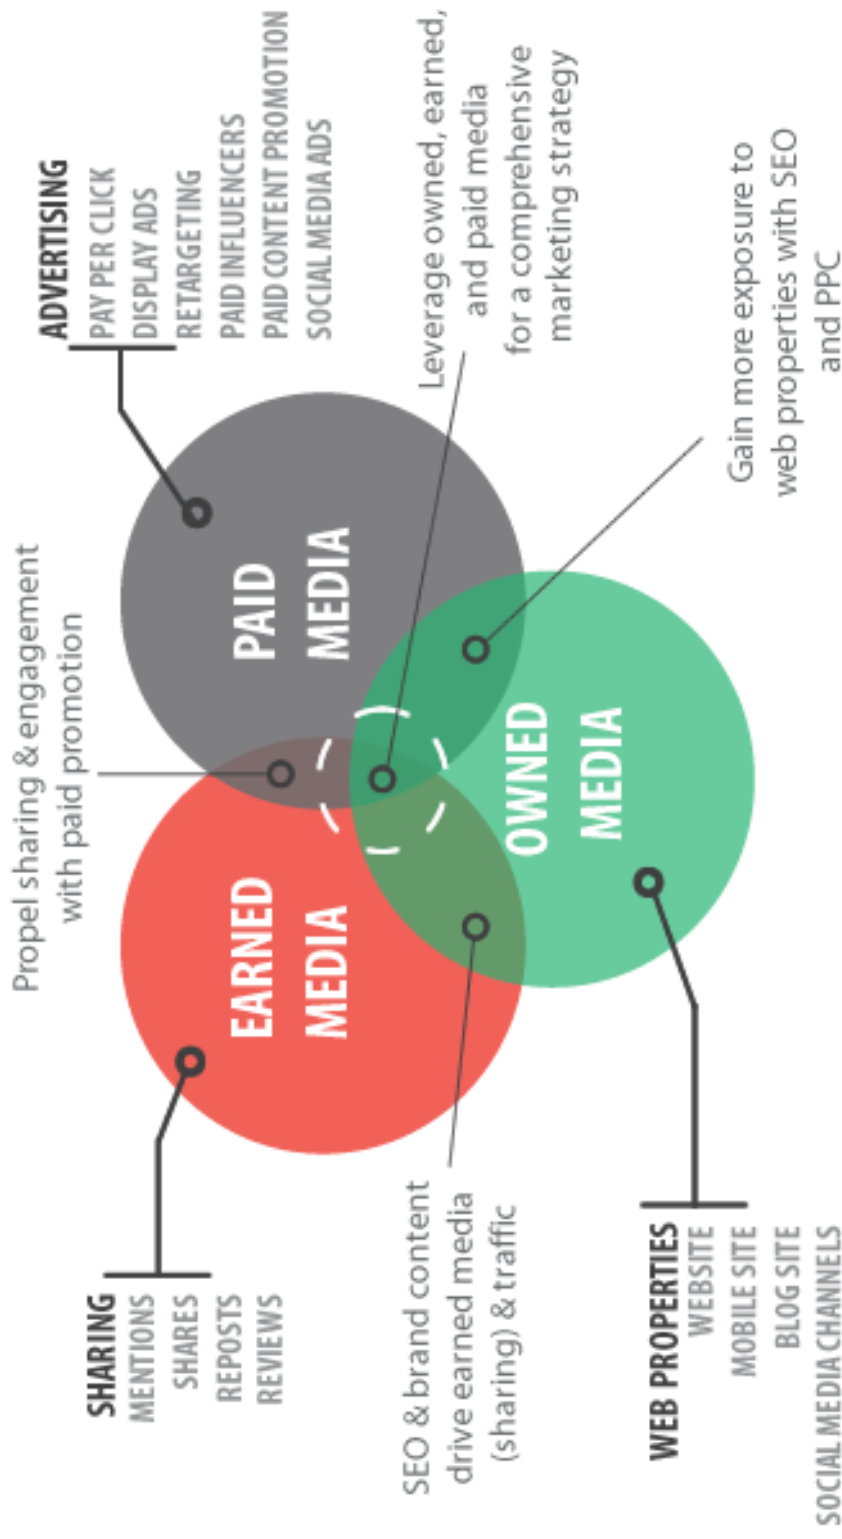 Propel sharing & engagement
with paid promotion
SHARING
MENTIONS
SHARES
REPOSTS
REVIEWS
ADVERTISING
PAY PER CLICK
DISPLAY ADS
RETARGETING
PAID INFLUENCERS
PAID CONTENT PROMOTION
SOCIAL MEDIA ADS
EARNED
MEDIA
PAID
MEDIA
OWNED
MEDIA
SEO & brand content
drive earned media
(sharing) & traffic
Leverage owned, earned,
and paid media
for a comprehensive
marketing strategy
WEB PROPERTIES
WEBSITE
MOBILE SITE
BLOG SITE
SOCIAL MEDIA CHANNELS
Gain more exposure to
web properties with SEO
and PPC